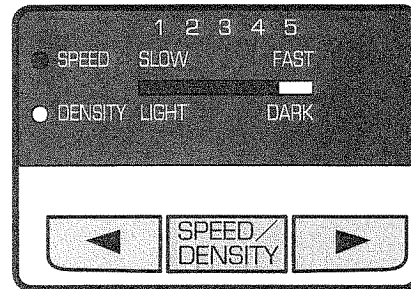 1 2 3 4 5
SPEED SLOW FAST
DENSITY LIGHT DARK
SPEED/
DENSITY